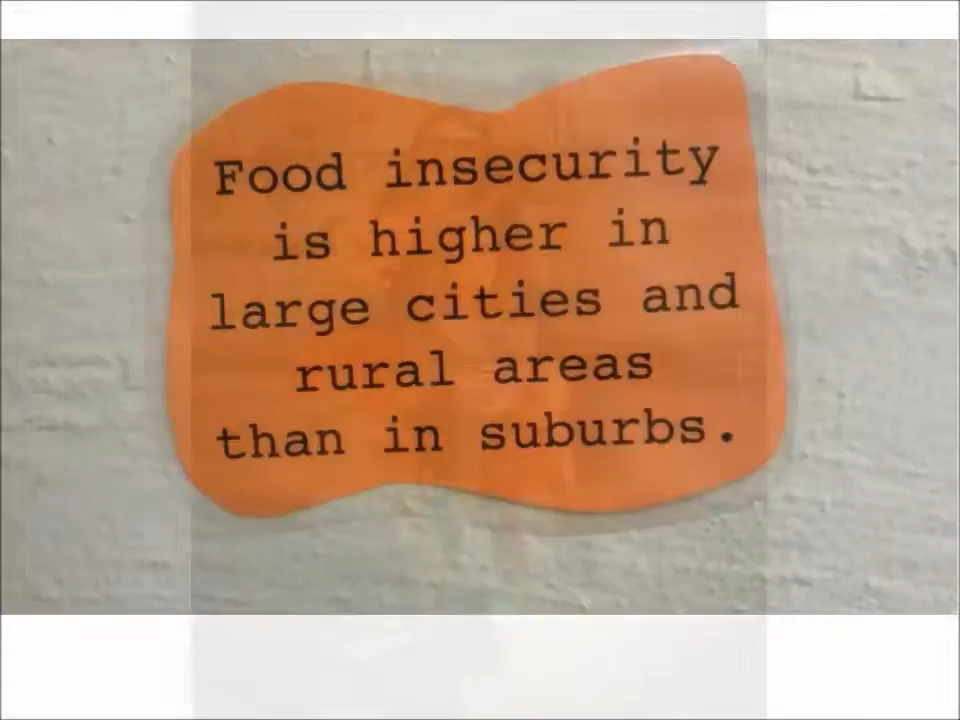 Food insecurity
is higher in
large cities and
rural areas
than in suburbs.